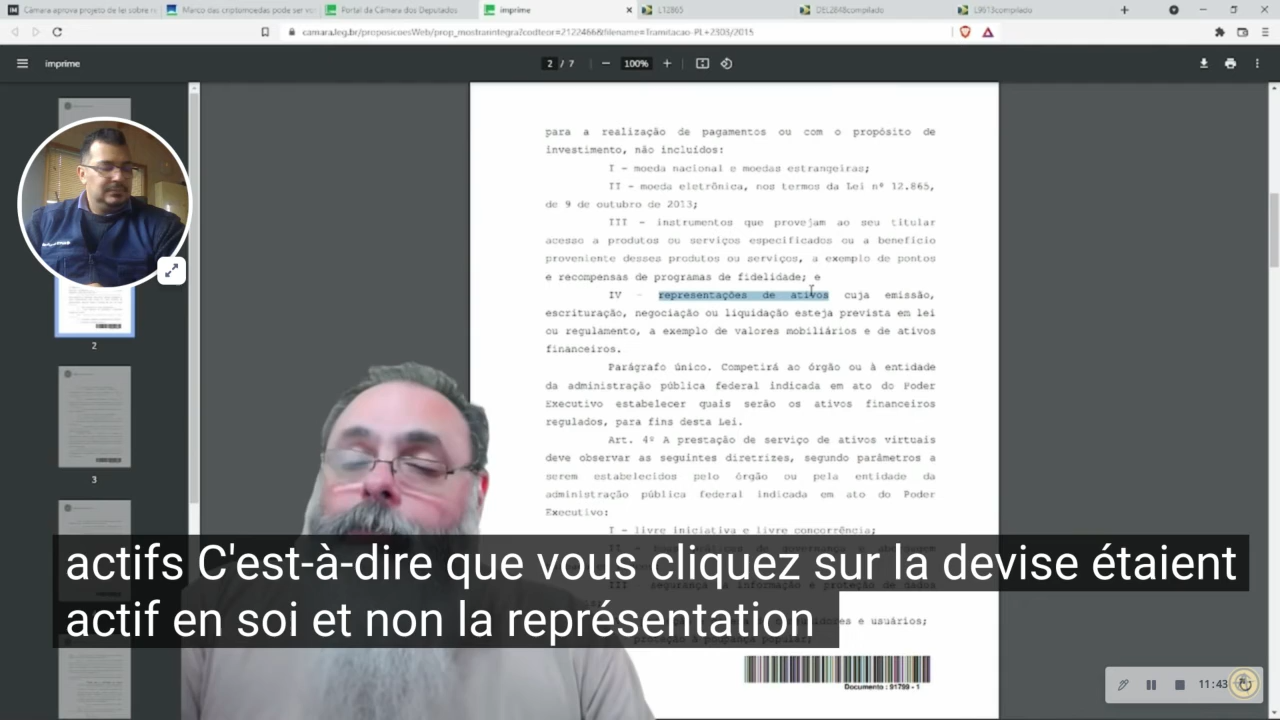 Câmara aprova projeto de lei sobre re
Marco das criptomoedas pode ser vo
Portal da Câmara dos Deputados
imprime
L12865
DEL2848compilado
L9613compilado
camara.leg.br/proposicoesWeb/prop_mostrarintegra?codteor=2122466&filename=Tramitacao-PL+2303/2015
imprime
2 / 7
100%
para a realização de pagamentos ou com o propósito de
investimento, não incluídos:
I - moeda nacional e moedas estrangeiras;
II - moeda eletrônica, nos termos da Lei nº 12.865,
de 9 de outubro de 2013;
III - instrumentos que provejam ao seu titular
acesso a produtos ou serviços especificados ou a benefício
proveniente desses produtos ou serviços, a exemplo de pontos
e recompensas de programas de fidelidade; e
IV - representações de ativos cuja emissão,
escrituração, negociação ou liquidação esteja prevista em lei
ou regulamento, a exemplo de valores mobiliários e de ativos
financeiros.
Parágrafo único. Competirá ao órgão ou à entidade
da administração pública federal indicada em ato do Poder
Executivo estabelecer quais serão os ativos financeiros
regulados, para fins desta Lei.
Art. 4º A prestação de serviço de ativos virtuais
deve observar as seguintes diretrizes, segundo parâmetros a
serem estabelecidos pelo órgão ou pela entidade da
administração pública federal indicada em ato do Poder
Executivo:
I - livre iniciativa e livre concorrência;
actifs C'est-à-dire que vous cliquez sur la devise étaient
actif en soi et non la représentation
e usuários;
Documento : 91799 - 1
2
3
11:43